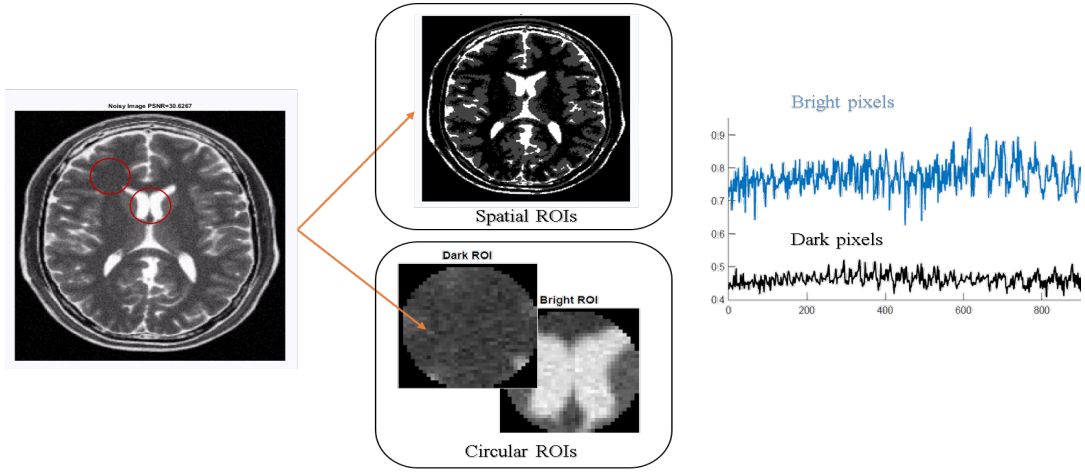 Noisy Image PSNR=30.6267
Spatial ROIs
Dark ROI
Bright ROI
Circular ROIs
Bright pixels
0.9
0.8
0.7
0.6
Dark pixels
0.5
0.4
0 200 400 600 800